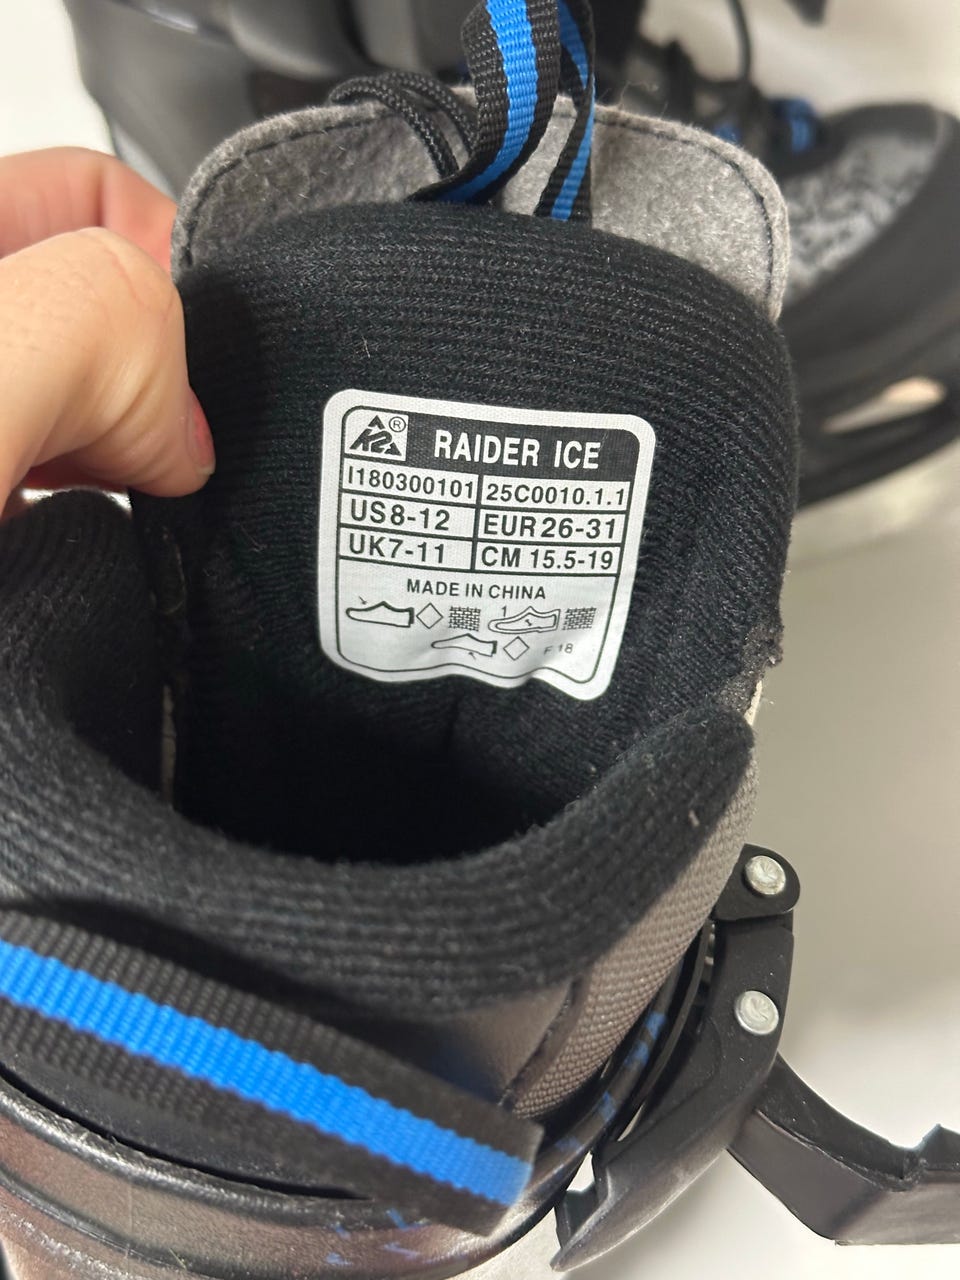 K2® RAIDER ICE
I180300101 25C0010.1.1
US8-12 EUR26-31
UK7-11 CM 15.5-19
MADE IN CHINA
1
F18